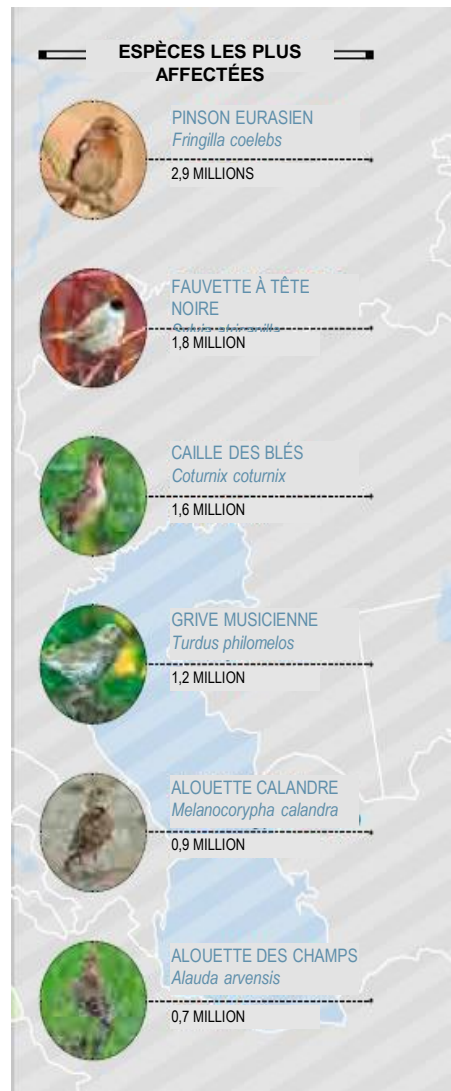 ESPÈCES LES PLUS
AFFECTÉES
PINSON EURASIEN
Fringilla coelebs
2,9 MILLIONS
FAUVETTE À TÊTE
NOIRE
1,8 MILLION
CAILLE DES BLÉS
Coturnix coturnix
1,6 MILLION
GRIVE MUSICIENNE
Turdus philomelos
1,2 MILLION
ALOUETTE CALANDRE
Melanocorypha calandra
0,9 MILLION
ALOUETTE DES CHAMPS
Alauda arvensis
0,7 MILLION